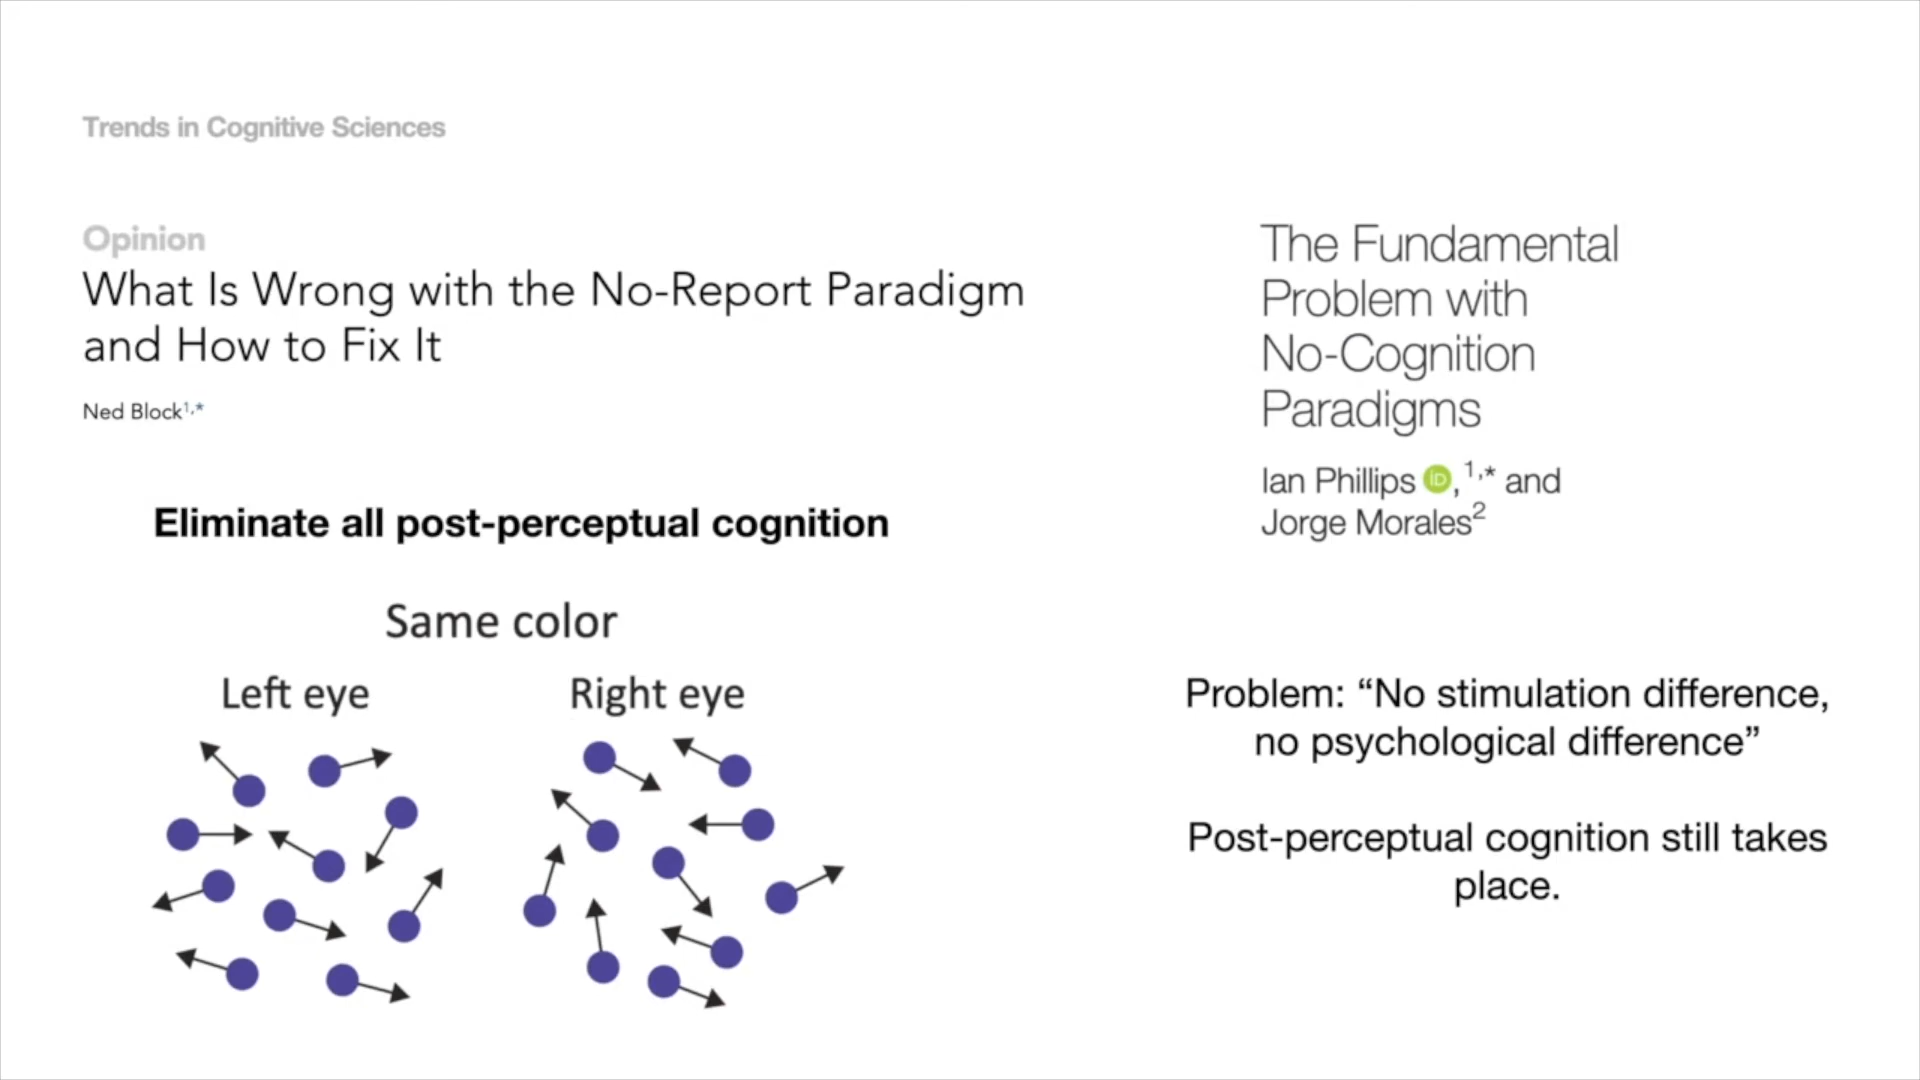 Trends in Cognitive Sciences
Opinion
What Is Wrong with the No-Report Paradigm
and How to Fix It
Ned Block1,*
Eliminate all post-perceptual cognition
Same color
Left eye
Right eye
The Fundamental
Problem with
No-Cognition
Paradigms
Ian Phillips iD,1,* and
Jorge Morales2
Problem: “No stimulation difference,
no psychological difference”
Post-perceptual cognition still takes
place.